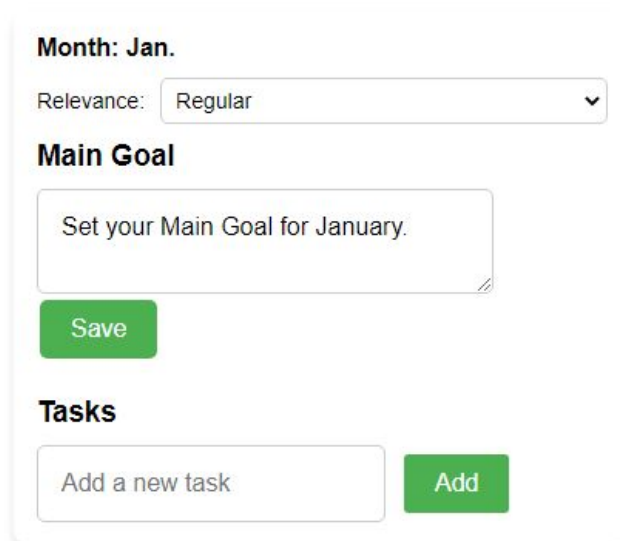 Month: Jan.
Relevance: Regular
Main Goal
Set your Main Goal for January.
Save
Tasks
Add a new task Add